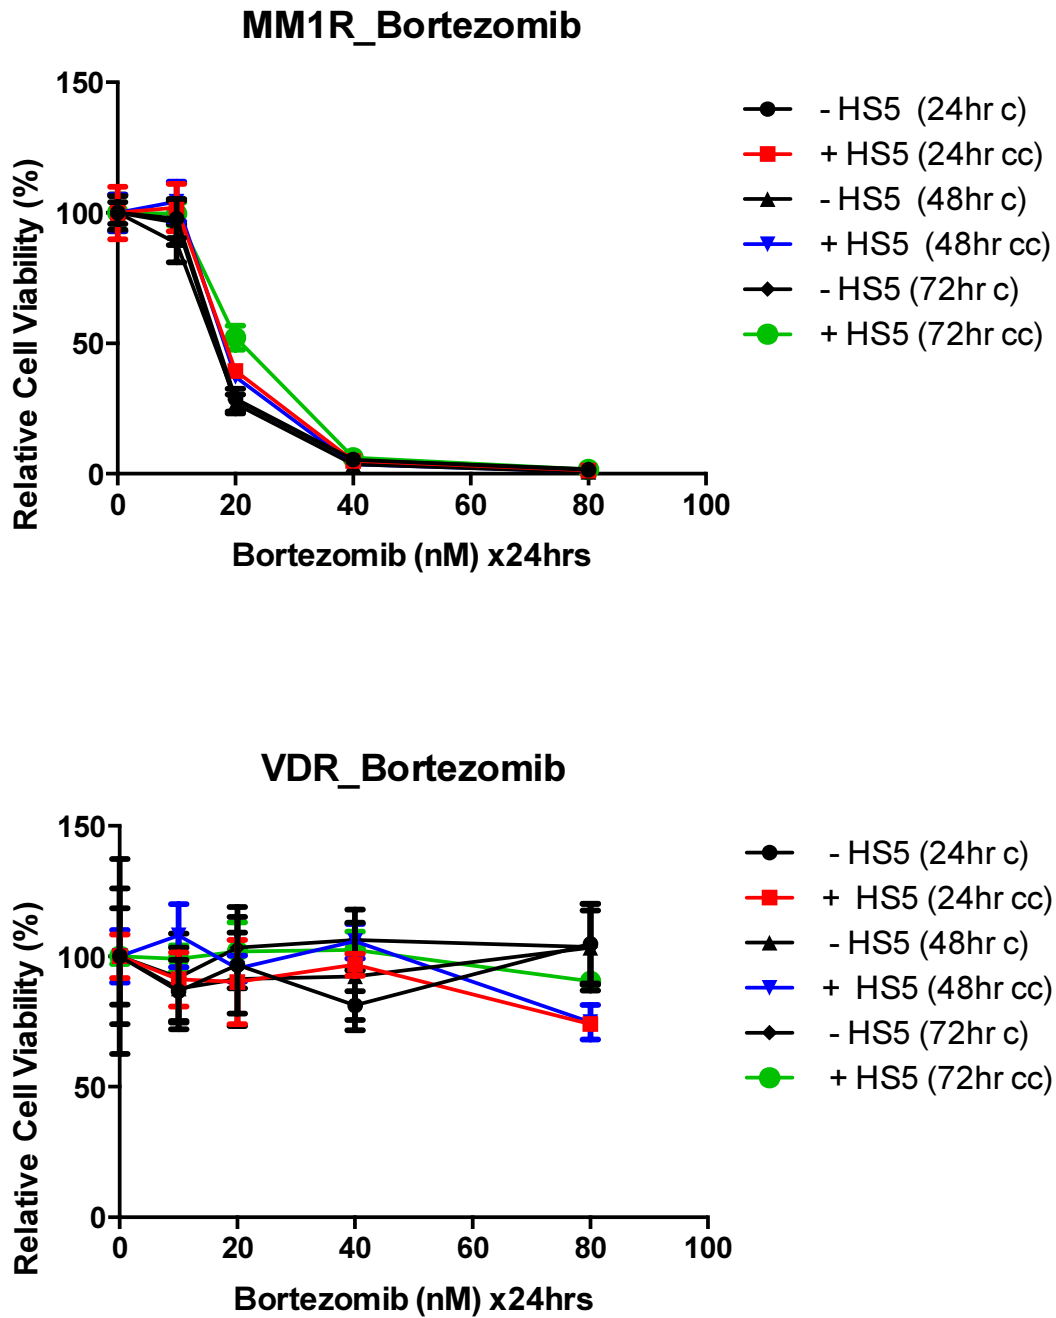 MM1R_Bortezomib
150
100
50
0
Relative Cell Viability (%)
0 20 40 60 80 100
Bortezomib (nM) x24hrs
- HS5 (24hr c)
+ HS5 (24hr cc)
- HS5 (48hr c)
+ HS5 (48hr cc)
- HS5 (72hr c)
+ HS5 (72hr cc)
VDR_Bortezomib
150
100
50
0
Relative Cell Viability (%)
0 20 40 60 80 100
Bortezomib (nM) x24hrs
- HS5 (24hr c)
+ HS5 (24hr cc)
- HS5 (48hr c)
+ HS5 (48hr cc)
- HS5 (72hr c)
+ HS5 (72hr cc)